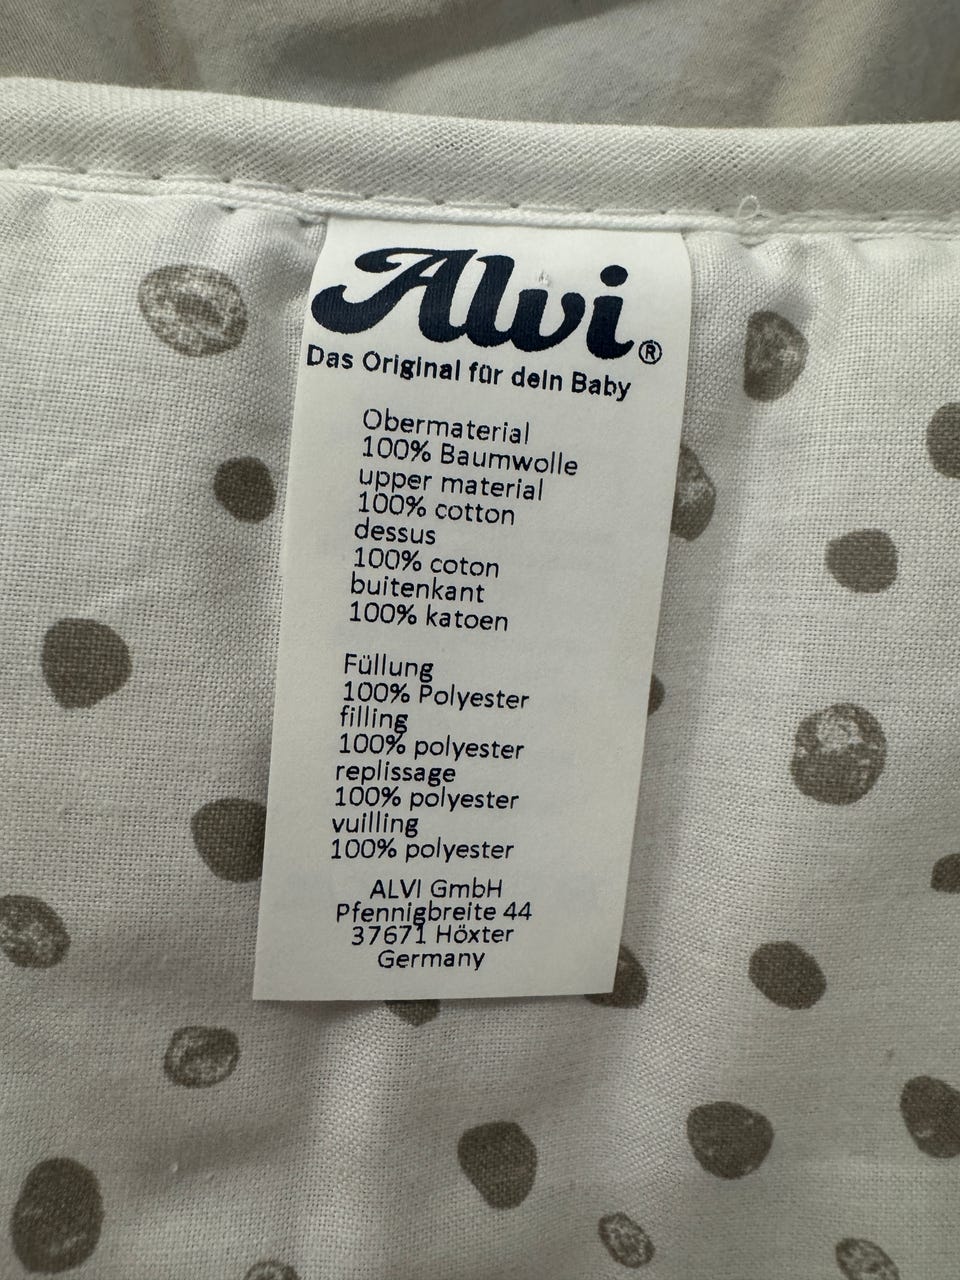 Alvi®
Das Original für dein Baby
Obermaterial
100% Baumwolle
upper material
100% cotton
dessus
100% coton
buitenkant
100% katoen
Füllung
100% Polyester
filling
100% polyester
replissage
100% polyester
vuilling
100% polyester
ALVI GmbH
Pfennigbreite 44
37671 Höxter
Germany